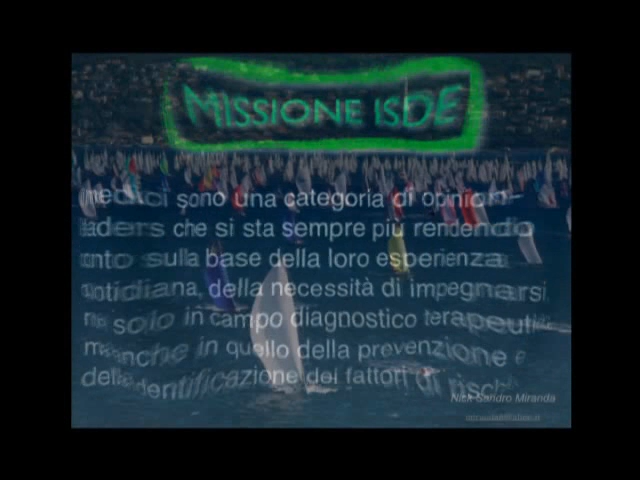 MISSIONE ISDE
medici sono una categoria di opinion
leaders che si sta sempre più rendendo
conto sulla base della loro esperienza
quotidiana, della necessità di impegnarsi
non solo in campo diagnostico terapeuti
ma anche in quello della prevenzione e
della identificazione dei fattori di rischi
Nick Sandro Miranda